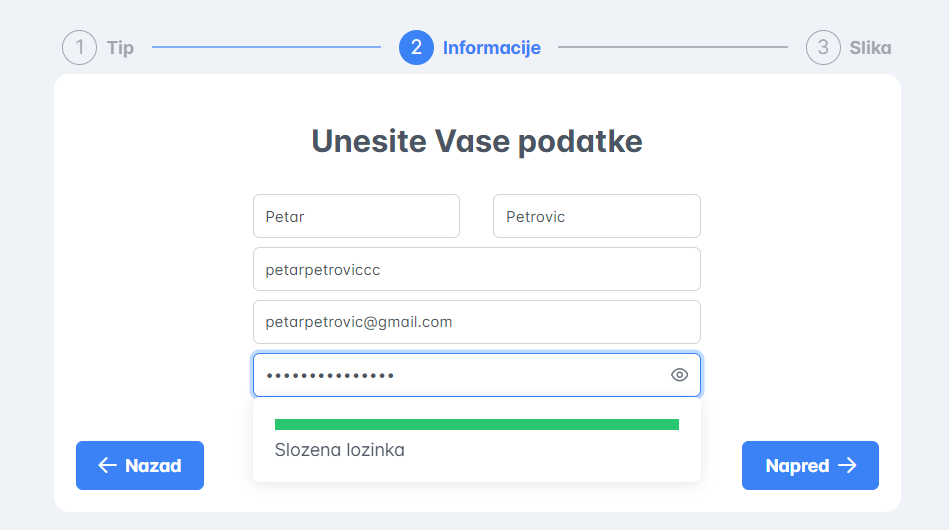 1 Tip 2 Informacije 3 Slika
Unesite Vase podatke
Petar Petrovic
petarpetroviccc
petarpetrovic@gmail.com
•••••••••••••••
Slozena lozinka
← Nazad Napred →